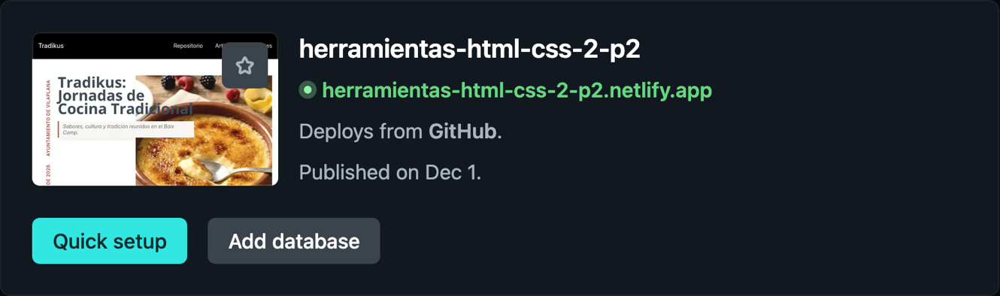 Tradikus
Repositorio
Tradikus:
Jornadas de
Cocina Tradicional
Sabores, cultura y tradición reunidos en el Baix
Camp.
AYUNTAMIENTO DE VILAPLANA
DE 2026
herramientas-html-css-2-p2
herramientas-html-css-2-p2.netlify.app
Deploys from GitHub.
Published on Dec 1.
Quick setup
Add database